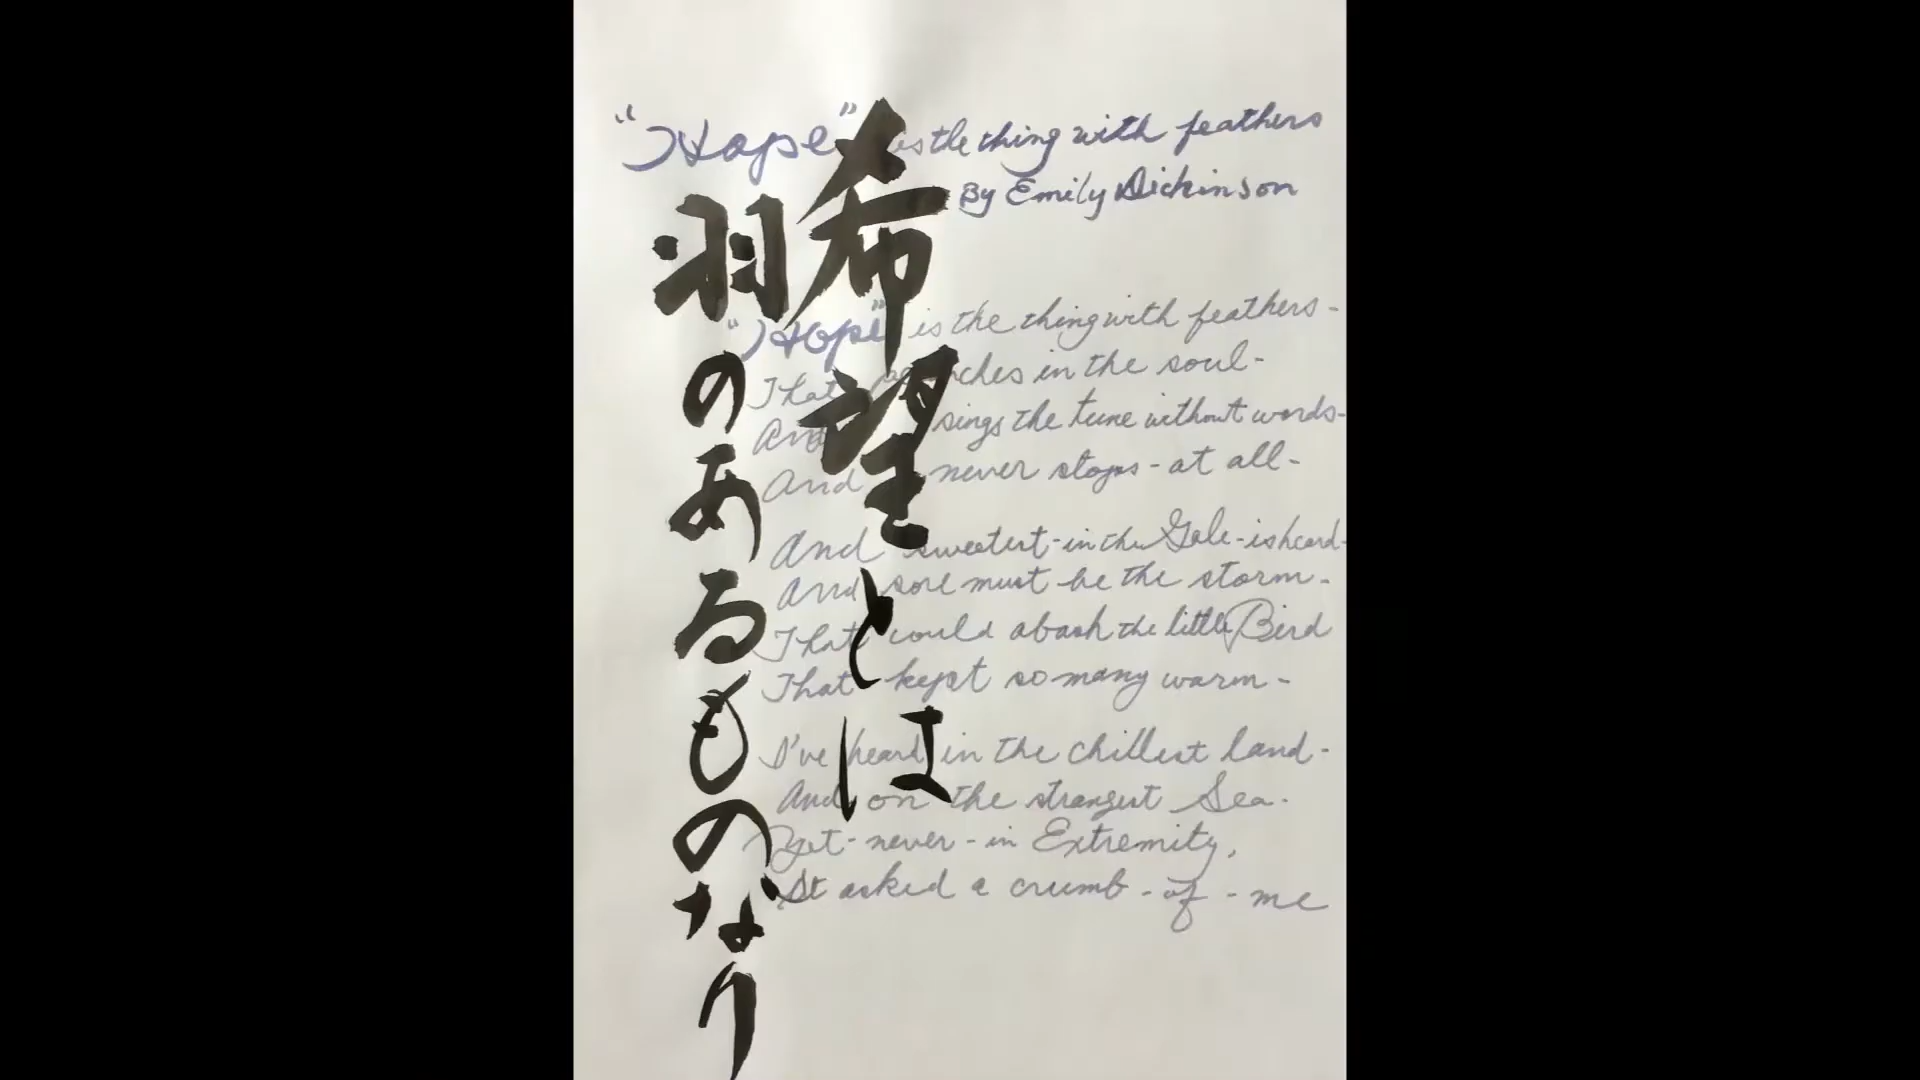 "Hope" is the thing with feathers
By Emily Dickinson
希望とは
羽のあるものなり
"Hope" is the thing with feathers -
That perches in the soul -
And sings the tune without words -
And never stops - at all -
And sweetest - in the Gale - is heard -
And sore must be the storm -
That could abash the little Bird
That kept so many warm -
I've heard in the chillest land -
And on the strangest Sea -
Yet - never - in Extremity,
It asked a crumb - of - me